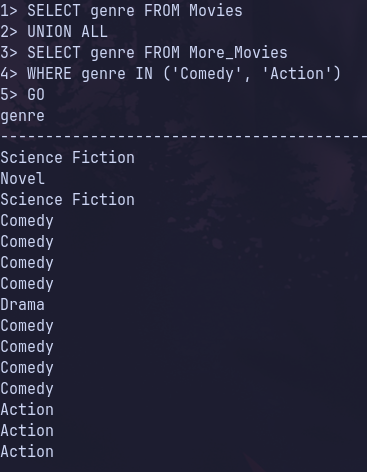 1> SELECT genre FROM Movies
2> UNION ALL
3> SELECT genre FROM More_Movies
4> WHERE genre IN ('Comedy', 'Action')
5> GO
genre
-----------------------------------------
Science Fiction
Novel
Science Fiction
Comedy
Comedy
Comedy
Comedy
Drama
Comedy
Comedy
Comedy
Comedy
Action
Action
Action